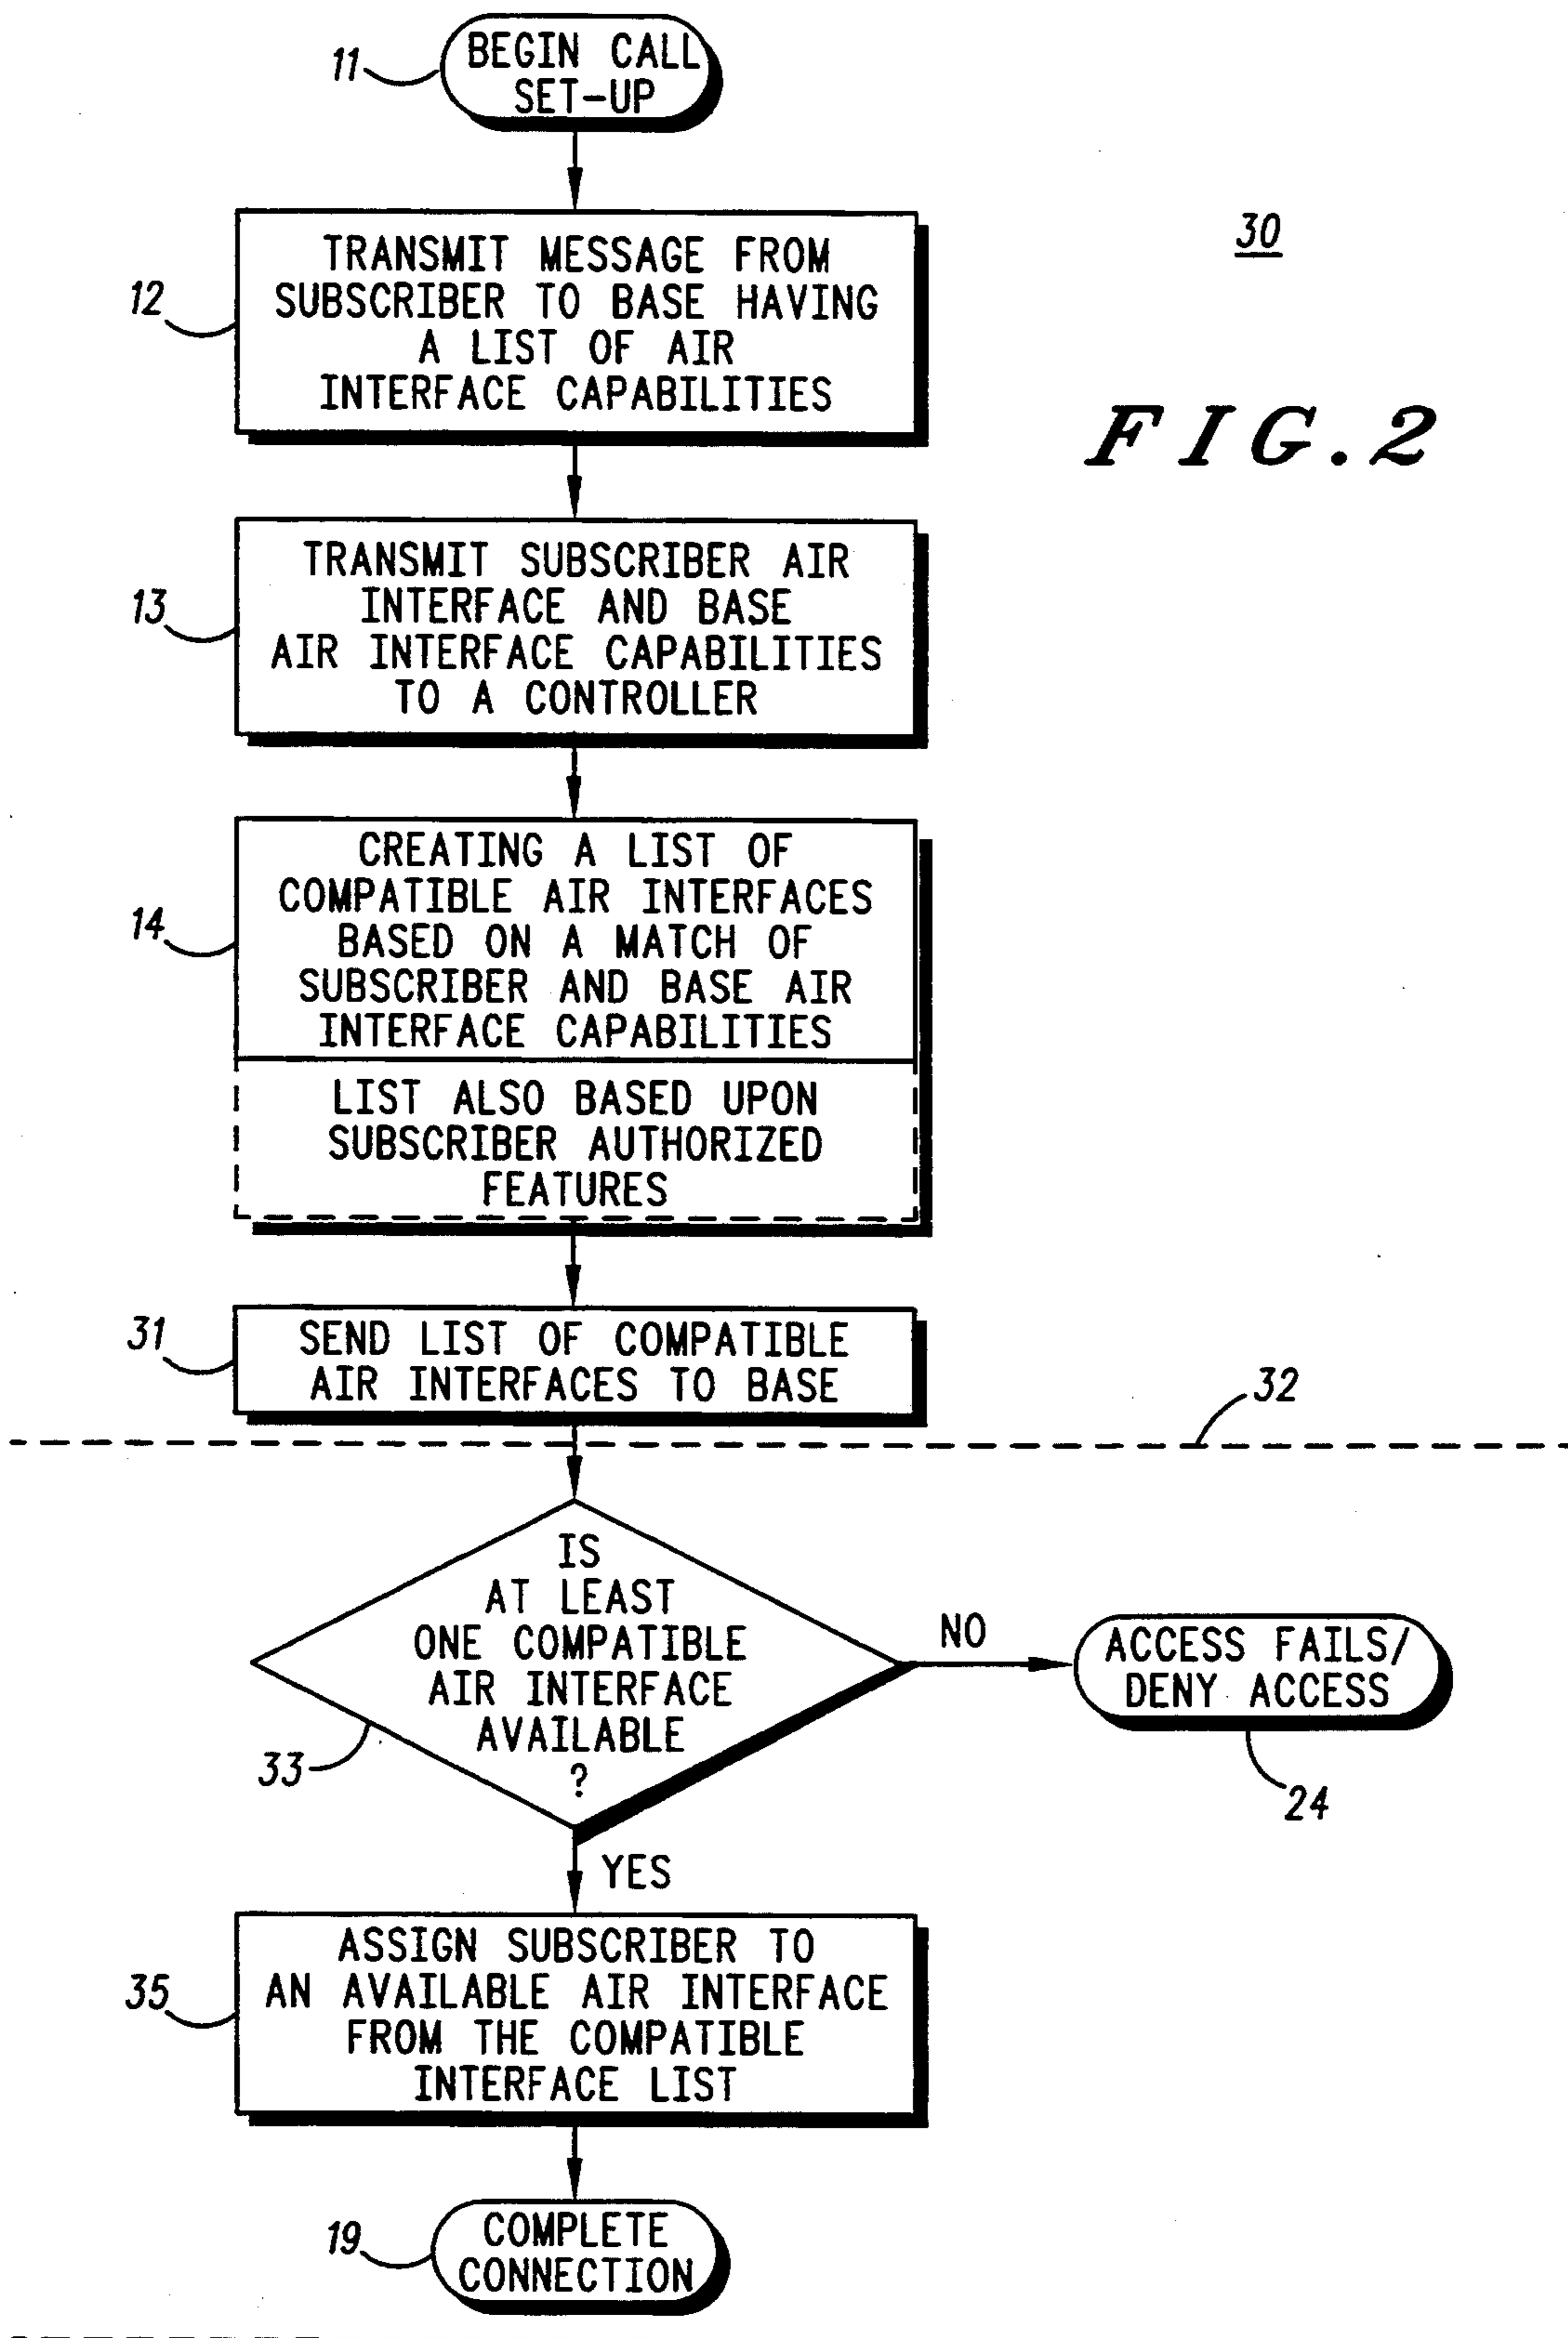 11
BEGIN CALL
SET-UP
30
12
TRANSMIT MESSAGE FROM
SUBSCRIBER TO BASE HAVING
A LIST OF AIR
INTERFACE CAPABILITIES
FIG.2
13
TRANSMIT SUBSCRIBER AIR
INTERFACE AND BASE
AIR INTERFACE CAPABILITIES
TO A CONTROLLER
14
CREATING A LIST OF
COMPATIBLE AIR INTERFACES
BASED ON A MATCH OF
SUBSCRIBER AND BASE AIR
INTERFACE CAPABILITIES
LIST ALSO BASED UPON
SUBSCRIBER AUTHORIZED
FEATURES
31
SEND LIST OF COMPATIBLE
AIR INTERFACES TO BASE
32
IS
AT LEAST
ONE COMPATIBLE
AIR INTERFACE
AVAILABLE
?
33
NO
ACCESS FAILS/
DENY ACCESS
24
YES
35
ASSIGN SUBSCRIBER TO
AN AVAILABLE AIR INTERFACE
FROM THE COMPATIBLE
INTERFACE LIST
19
COMPLETE
CONNECTION